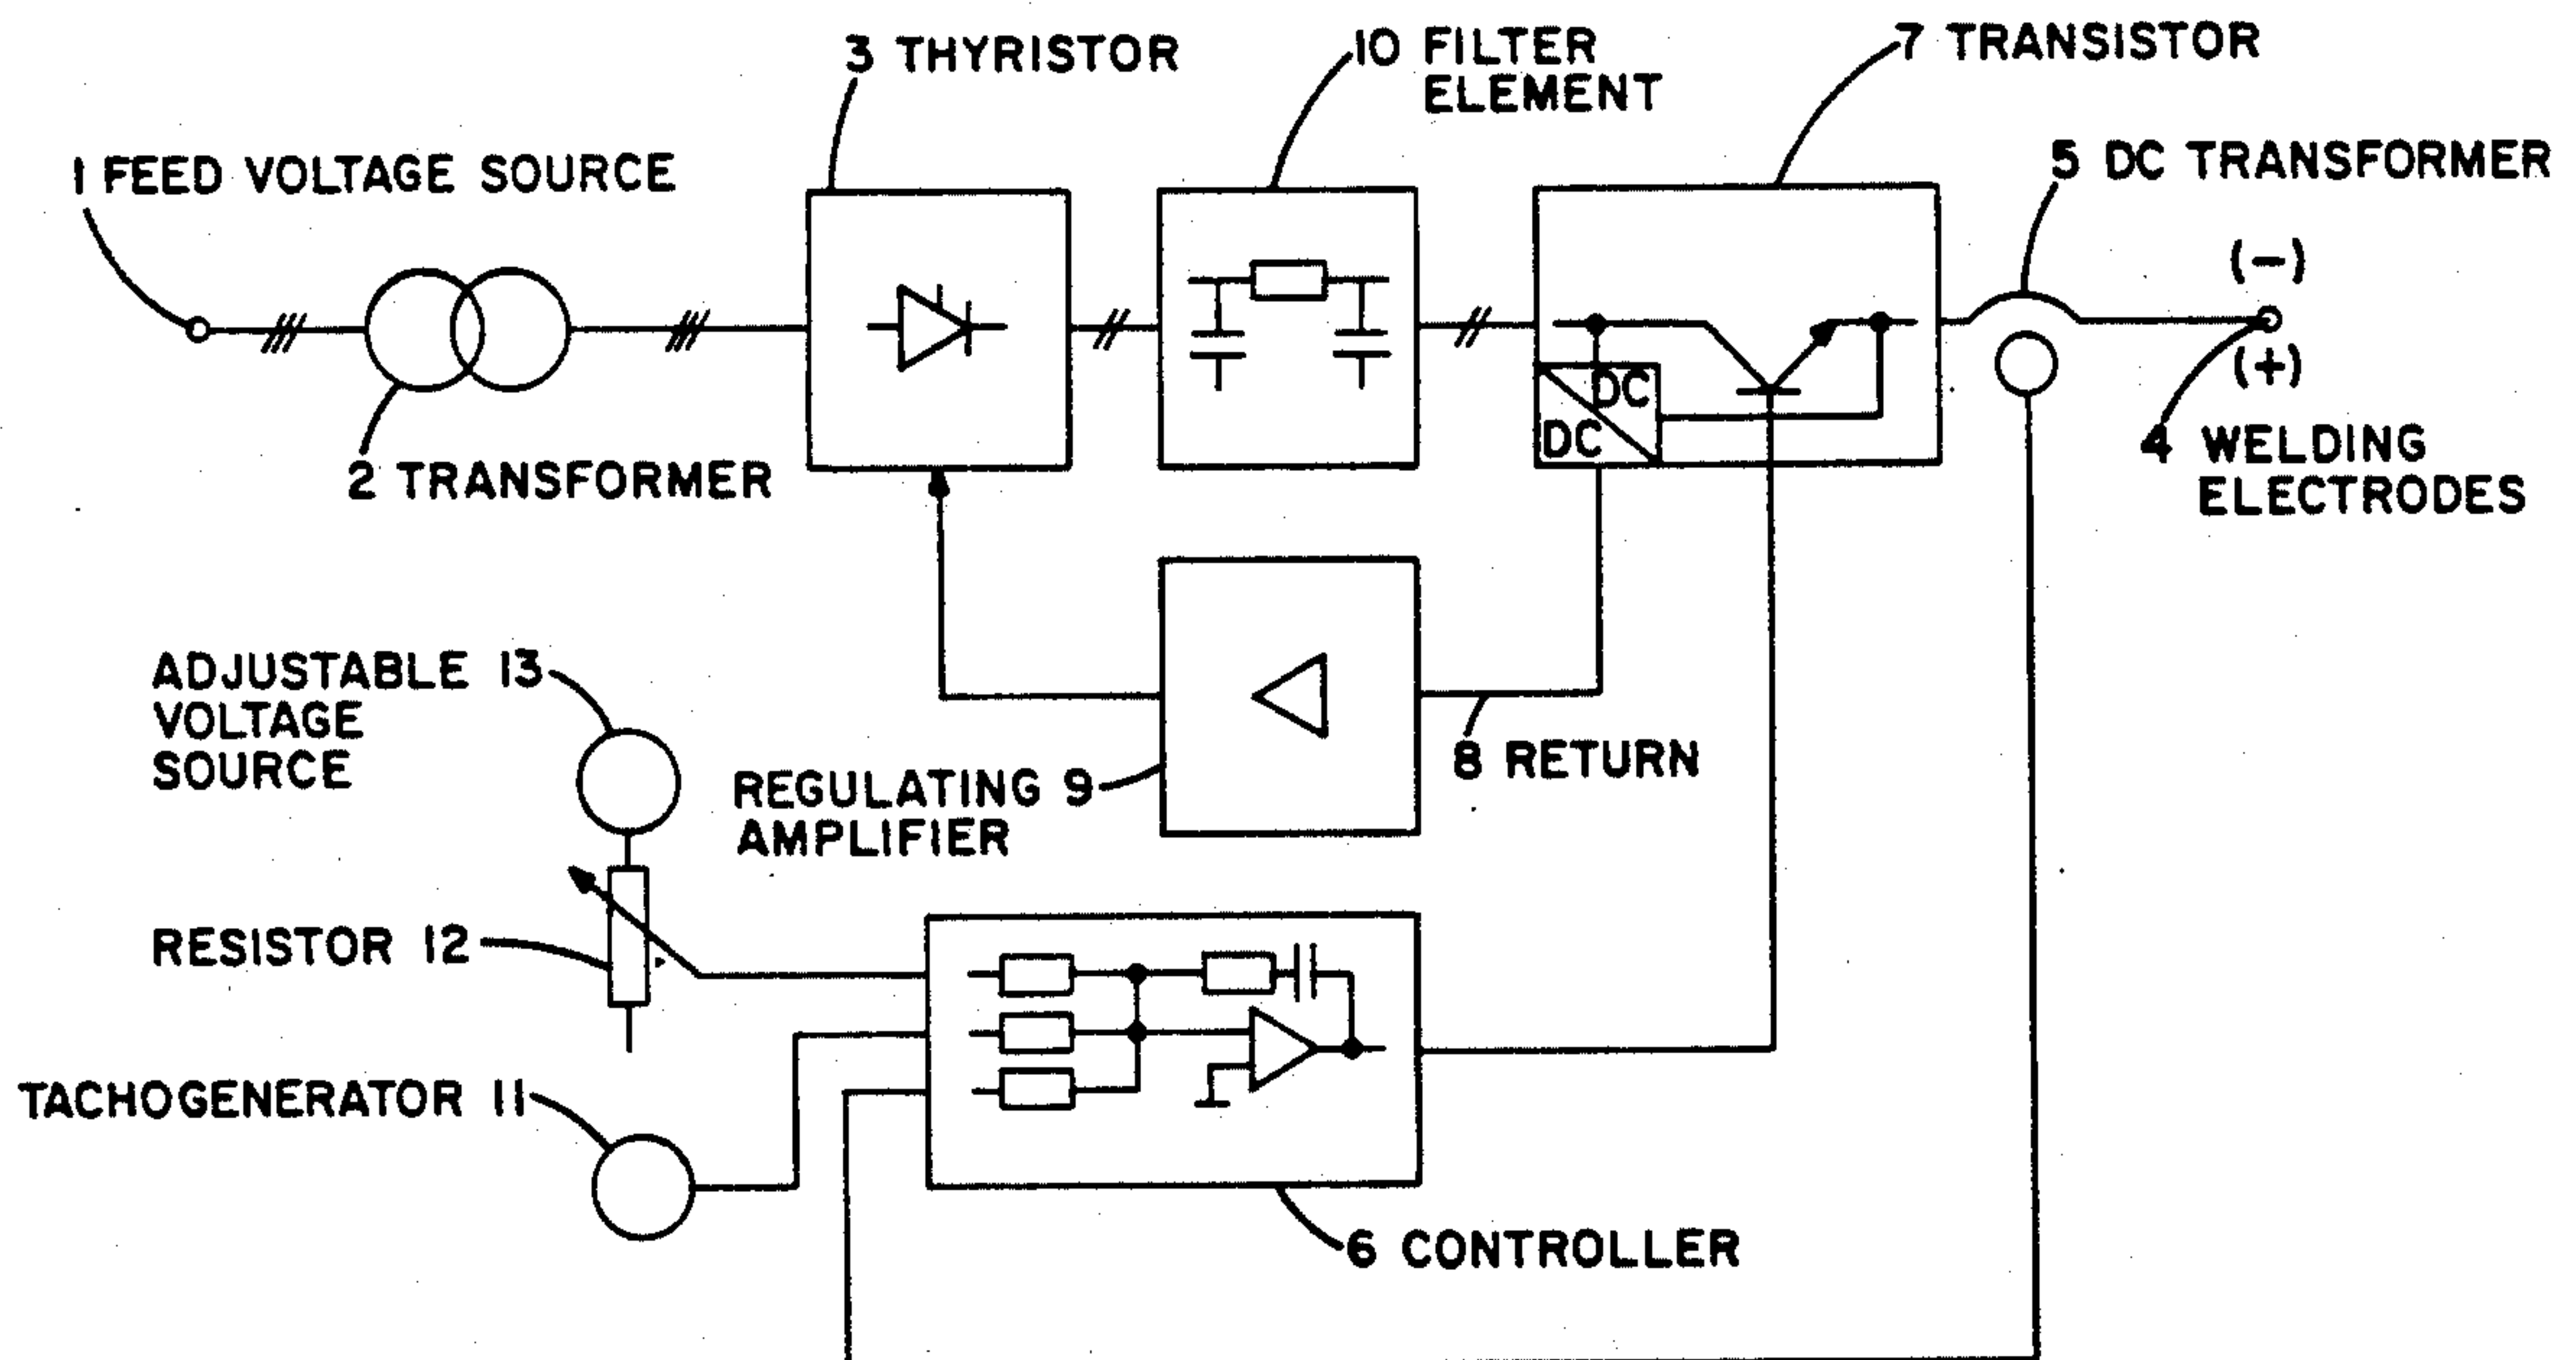 3 THYRISTOR
10 FILTER
ELEMENT
7 TRANSISTOR
1 FEED VOLTAGE SOURCE
5 DC TRANSFORMER
(-)
(+)
DC
DC
2 TRANSFORMER
4 WELDING
ELECTRODES
ADJUSTABLE 13
VOLTAGE
SOURCE
REGULATING 9
AMPLIFIER
8 RETURN
RESISTOR 12
TACHOGENERATOR 11
6 CONTROLLER